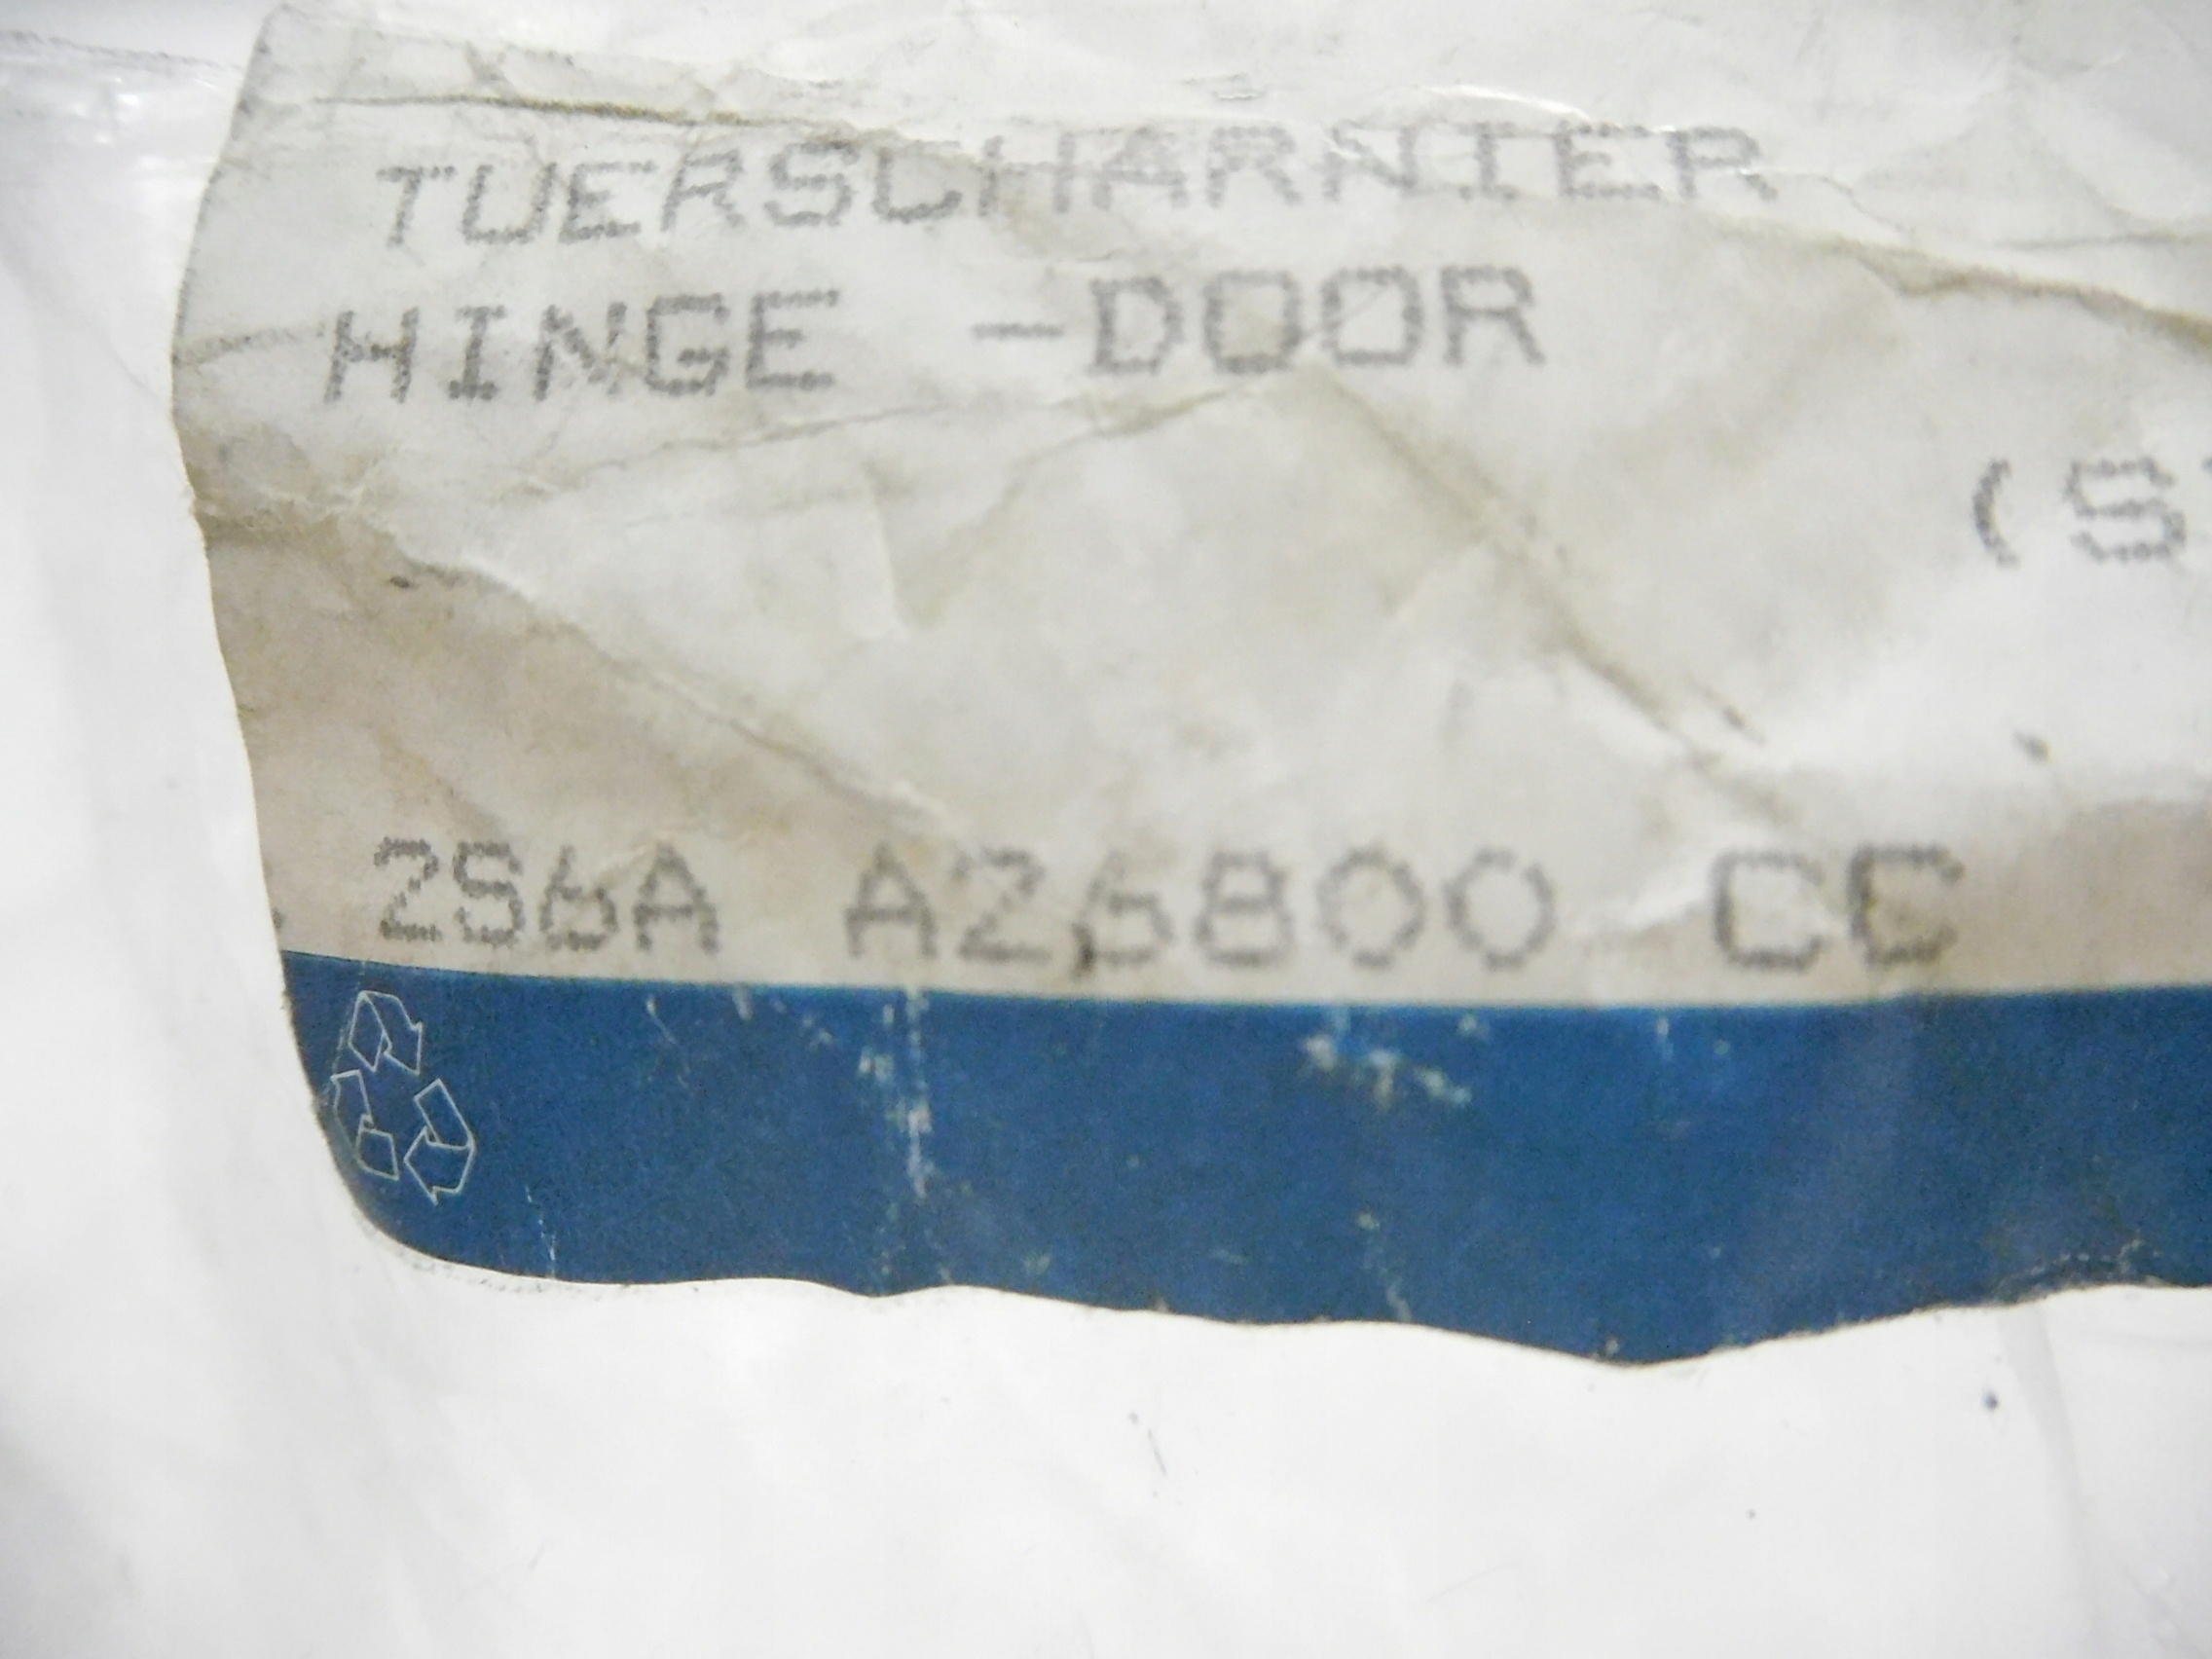 TUERSCHARNIER
HINGE -DOOR
(S
2S6A A26800 CC